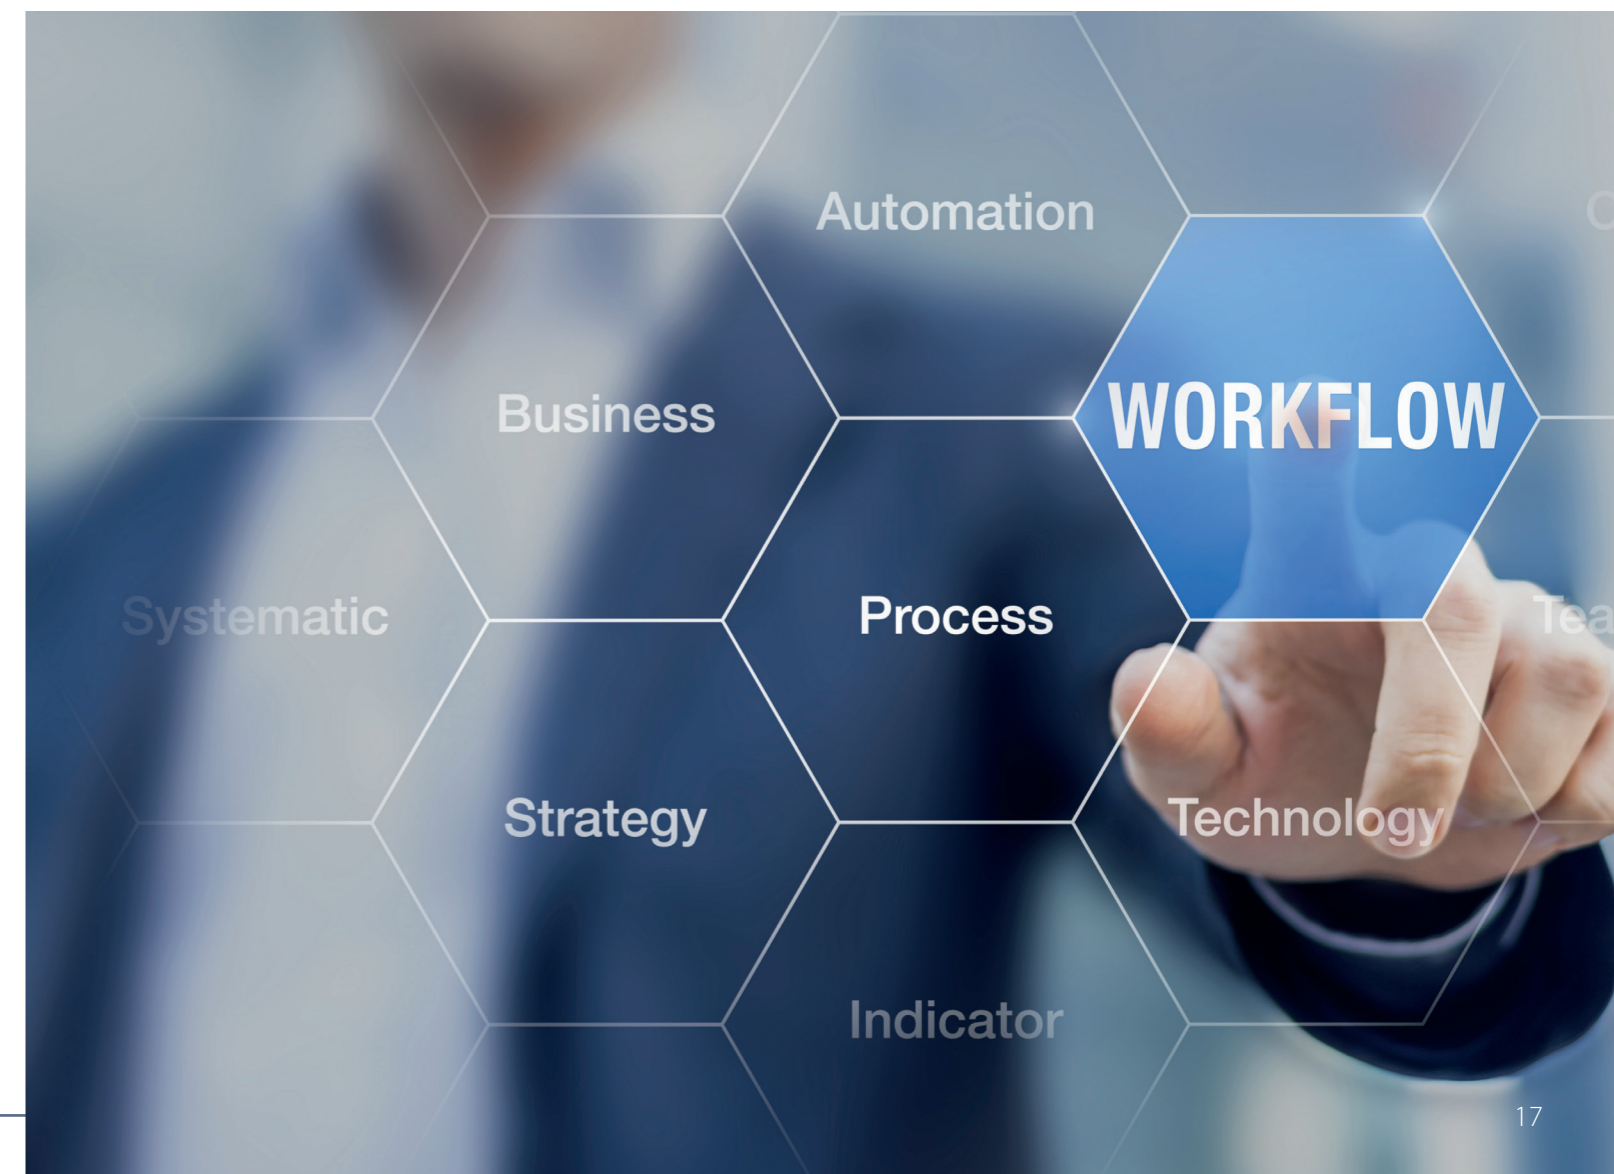 Automation
Business
WORKFLOW
Systematic
Process
Strategy
Technology
Indicator
17